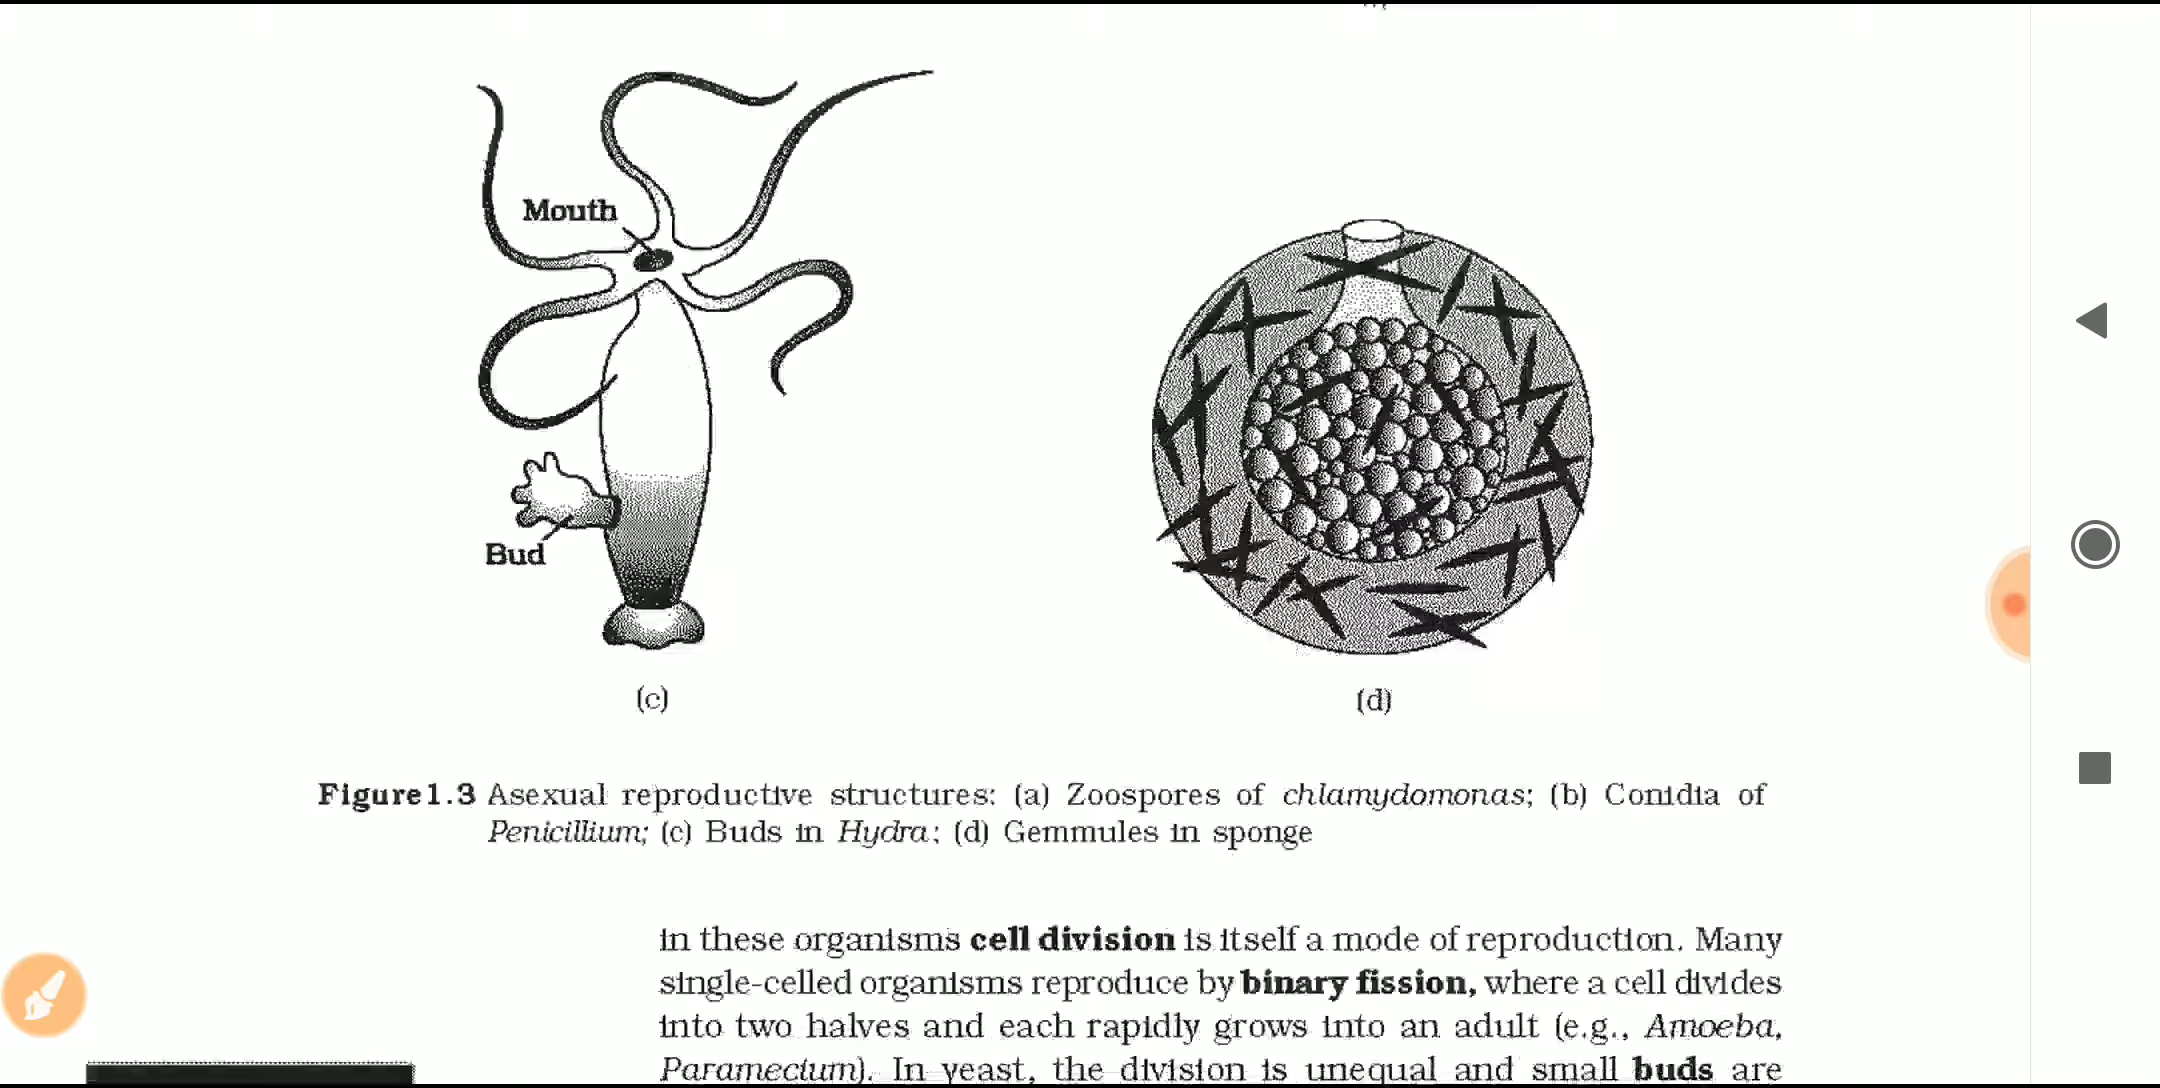 Mouth
Bud
(c)
(d)
Figure1.3 Asexual reproductive structures: (a) Zoospores of chlamydomonas; (b) Conidia of
Penicillium; (c) Buds in Hydra; (d) Gemmules in sponge
in these organisms cell division is itself a mode of reproduction. Many
single-celled organisms reproduce by binary fission, where a cell divides
into two halves and each rapidly grows into an adult (e.g., Amoeba,
Paramecium). In yeast, the division is unequal and small buds are